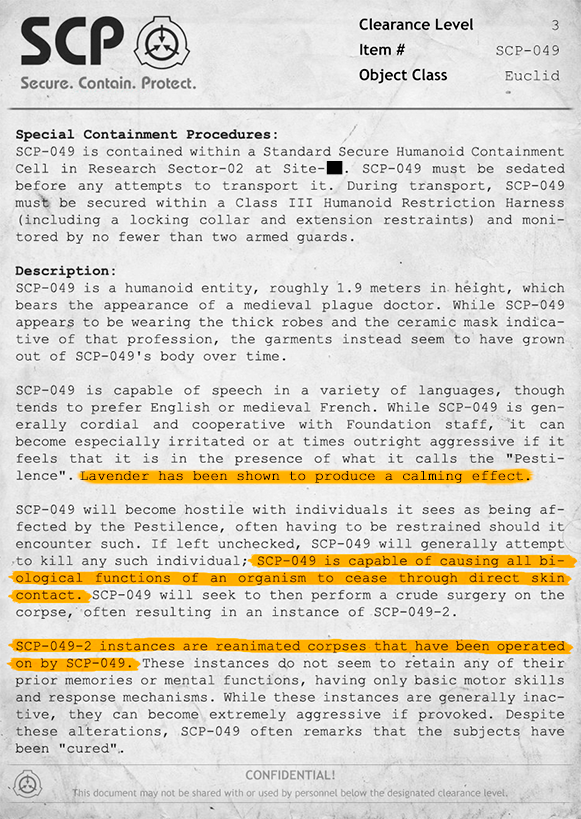 SCP
Secure. Contain. Protect.
Clearance Level 3
Item # SCP-049
Object Class Euclid
Special Containment Procedures:
SCP-049 is contained within a Standard Secure Humanoid Containment
Cell in Research Sector-02 at Site-██. SCP-049 must be sedated
before any attempts to transport it. During transport, SCP-049
must be secured within a Class III Humanoid Restriction Harness
(including a locking collar and extension restraints) and moni-
tored by no fewer than two armed guards.
Description:
SCP-049 is a humanoid entity, roughly 1.9 meters in height, which
bears the appearance of a medieval plague doctor. While SCP-049
appears to be wearing the thick robes and the ceramic mask indica-
tive of that profession, the garments instead seem to have grown
out of SCP-049's body over time.
SCP-049 is capable of speech in a variety of languages, though
tends to prefer English or medieval French. While SCP-049 is gen-
erally cordial and cooperative with Foundation staff, it can
become especially irritated or at times outright aggressive if it
feels that it is in the presence of what it calls the "Pesti-
lence". Lavender has been shown to produce a calming effect.
SCP-049 will become hostile with individuals it sees as being af-
fected by the Pestilence, often having to be restrained should it
encounter such. If left unchecked, SCP-049 will generally attempt
to kill any such individual; SCP-049 is capable of causing all bi-
ological functions of an organism to cease through direct skin
contact. SCP-049 will seek to then perform a crude surgery on the
corpse, often resulting in an instance of SCP-049-2.
SCP-049-2 instances are reanimated corpses that have been operated
on by SCP-049. These instances do not seem to retain any of their
prior memories or mental functions, having only basic motor skills
and response mechanisms. While these instances are generally inac-
tive, they can become extremely aggressive if provoked. Despite
these alterations, SCP-049 often remarks that the subjects have
been "cured".
CONFIDENTIAL!
This document may not be shared with or used by personnel below the designated clearance level.